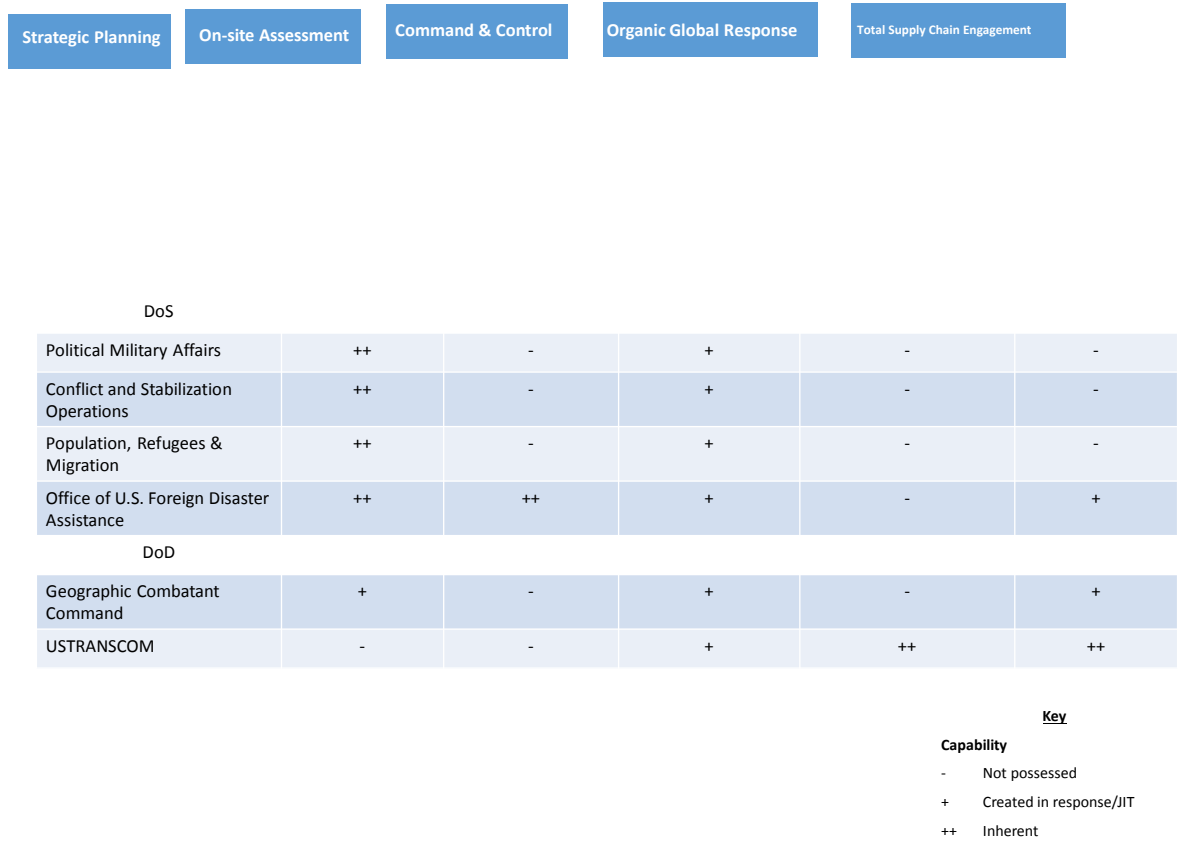 Strategic Planning
On-site Assessment
Command & Control
Organic Global Response
Total Supply Chain Engagement
DoS
Political Military Affairs ++ - + - -
Conflict and Stabilization ++ - + - -
Operations
Population, Refugees & ++ - + - -
Migration
Office of U.S. Foreign Disaster ++ ++ + - +
Assistance
DoD
Geographic Combatant + - + - +
Command
USTRANSCOM - - + ++ ++
Key
Capability
- Not possessed
+ Created in response/JIT
++ Inherent